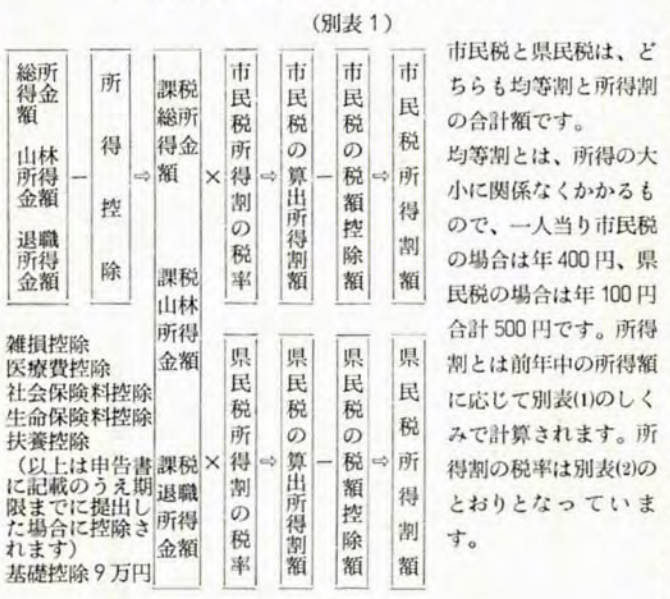 (別表1)
総所得金額
山林所得金額
退職所得金額
－
所得控除
⇨
課税総所得金額
課税山林所得金額
課税退職所得金額
×
市民税所得割の税率
⇨
市民税の算出所得割額
－
市民税の税額控除額
⇨
市民税所得割額
×
県民税所得割の税率
⇨
県民税の算出所得割額
－
県民税の税額控除額
⇨
県民税所得割額
雑損控除
医療費控除
社会保険料控除
生命保険料控除
扶養控除
(以上は申告書
に記載のうえ期
限までに提出し
た場合に控除さ
れます)
基礎控除9万円
市民税と県民税は、ど
ちらも均等割と所得割
の合計額です。
均等割とは、所得の大
小に関係なくかかるも
ので、一人当り市民税
の場合は年400円、県
民税の場合は年100円
合計500円です。所得
割とは前年中の所得額
に応じて別表(1)のしく
みで計算されます。所
得割の税率は別表(2)の
とおりとなっていま
す。